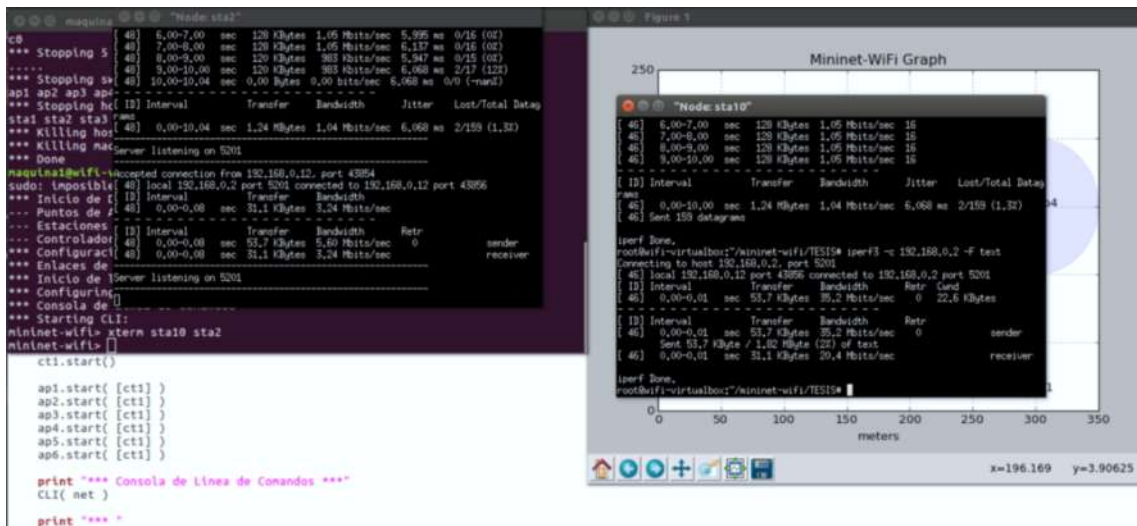 maquina
"Node: sta2"
c0
*** Stopping 5
.....
*** Stopping sw
ap1 ap2 ap3 ap4
*** Stopping ho
sta1 sta2 sta3
*** Killing hos
*** Killing mac
*** Done
maquina1@wifi-v
sudo: imposible
*** Inicio de
--- Puntos de A
--- Estaciones
--- Controlador
*** Configuraci
*** Enlaces de
*** Inicio de
*** Configuring
*** Consola de
*** Starting CLI:
mininet-wifi> xterm sta10 sta2
mininet-wifi>
[ 48] 6,00-7,00 sec 128 KBytes 1,05 Mbits/sec 5,995 ms 0/16 (0%)
[ 48] 7,00-8,00 sec 128 KBytes 1,05 Mbits/sec 6,137 ms 0/16 (0%)
[ 48] 8,00-9,00 sec 120 KBytes 983 Kbits/sec 5,947 ms 0/15 (0%)
[ 48] 9,00-10,00 sec 120 KBytes 983 Kbits/sec 6,068 ms 2/17 (12%)
[ 48] 10,00-10,04 sec 0,00 Bytes 0,00 bits/sec 6,068 ms 0/0 (-nan%)
- - - - - - - - - - - - - - - - - - - - - - - - -
[ ID] Interval Transfer Bandwidth Jitter Lost/Total Datag
rams
[ 48] 0,00-10,04 sec 1,24 MBytes 1,04 Mbits/sec 6,068 ms 2/159 (1,3%)
Server listening on 5201
Accepted connection from 192,168,0,12, port 43854
[ 48] local 192,168,0,2 port 5201 connected to 192,168,0,12 port 43856
[ ID] Interval Transfer Bandwidth
[ 48] 0,00-0,08 sec 31,1 KBytes 3,24 Mbits/sec
- - - - - - - - - - - - - - - - - - - - - - - - -
[ ID] Interval Transfer Bandwidth Retr
[ 48] 0,00-0,08 sec 53,7 KBytes 5,60 Mbits/sec 0 sender
[ 48] 0,00-0,08 sec 31,1 KBytes 3,24 Mbits/sec receiver
Server listening on 5201
ct1.start()
ap1.start( [ct1] )
ap2.start( [ct1] )
ap3.start( [ct1] )
ap4.start( [ct1] )
ap5.start( [ct1] )
ap6.start( [ct1] )
print "*** Consola de Linea de Comandos ***"
CLI( net )
print "*** "
Figure 1
Mininet-WiFi Graph
250
"Node: sta10"
[ 46] 6,00-7,00 sec 128 KBytes 1,05 Mbits/sec 16
[ 46] 7,00-8,00 sec 128 KBytes 1,05 Mbits/sec 16
[ 46] 8,00-9,00 sec 128 KBytes 1,05 Mbits/sec 16
[ 46] 9,00-10,00 sec 128 KBytes 1,05 Mbits/sec 16
- - - - - - - - - - - - - - - - - - - - - - - - -
[ ID] Interval Transfer Bandwidth Jitter Lost/Total Datag
rams
[ 46] 0,00-10,00 sec 1,24 MBytes 1,04 Mbits/sec 6,068 ms 2/159 (1,3%)
[ 46] Sent 159 datagrams
iperf Done.
root@wifi-virtualbox:~/mininet-wifi/TESIS# iperf3 -c 192,168,0,2 -F test
Connecting to host 192,168,0,2, port 5201
[ 46] local 192,168,0,12 port 43856 connected to 192,168,0,2 port 5201
[ ID] Interval Transfer Bandwidth Retr Cwnd
[ 46] 0,00-0,01 sec 53,7 KBytes 35,2 Mbits/sec 0 22,6 KBytes
- - - - - - - - - - - - - - - - - - - - - - - - -
[ ID] Interval Transfer Bandwidth Retr
[ 46] 0,00-0,01 sec 53,7 KBytes 35,2 Mbits/sec 0 sender
Sent 53,7 KByte / 1,82 MByte (2%) of test
[ 46] 0,00-0,01 sec 31,1 KBytes 20,4 Mbits/sec receiver
iperf Done.
root@wifi-virtualbox:~/mininet-wifi/TESIS#
0
0 50 100 150 200 250 300 350
meters
x=196.169 y=3.90625